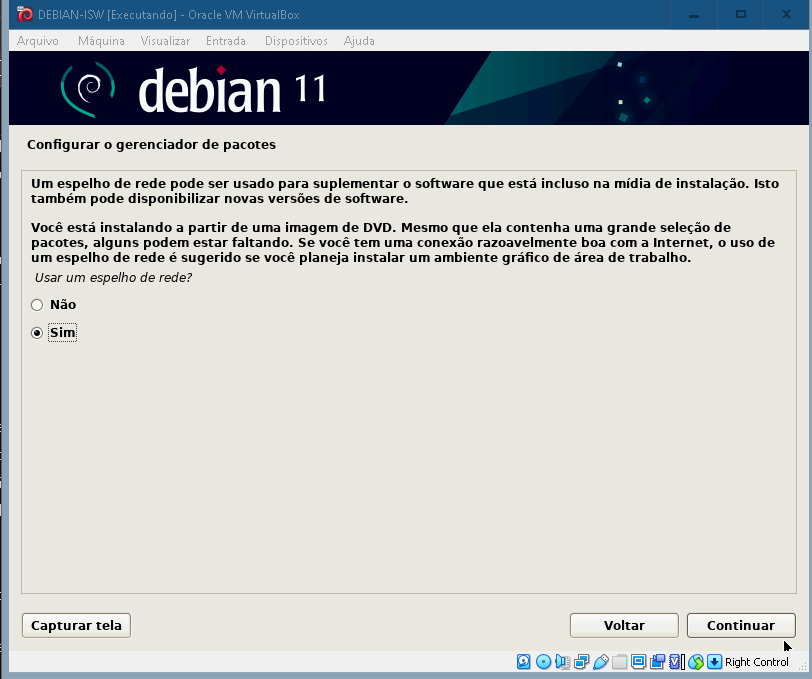 DEBIAN-ISW [Executando] - Oracle VM VirtualBox
Arquivo Máquina Visualizar Entrada Dispositivos Ajuda
debian 11
Configurar o gerenciador de pacotes
Um espelho de rede pode ser usado para suplementar o software que está incluso na mídia de instalação. Isto
também pode disponibilizar novas versões de software.
Você está instalando a partir de uma imagem de DVD. Mesmo que ela contenha uma grande seleção de
pacotes, alguns podem estar faltando. Se você tem uma conexão razoavelmente boa com a Internet, o uso de
um espelho de rede é sugerido se você planeja instalar um ambiente gráfico de área de trabalho.
Usar um espelho de rede?
Não
Sim
Capturar tela Voltar Continuar
Right Control